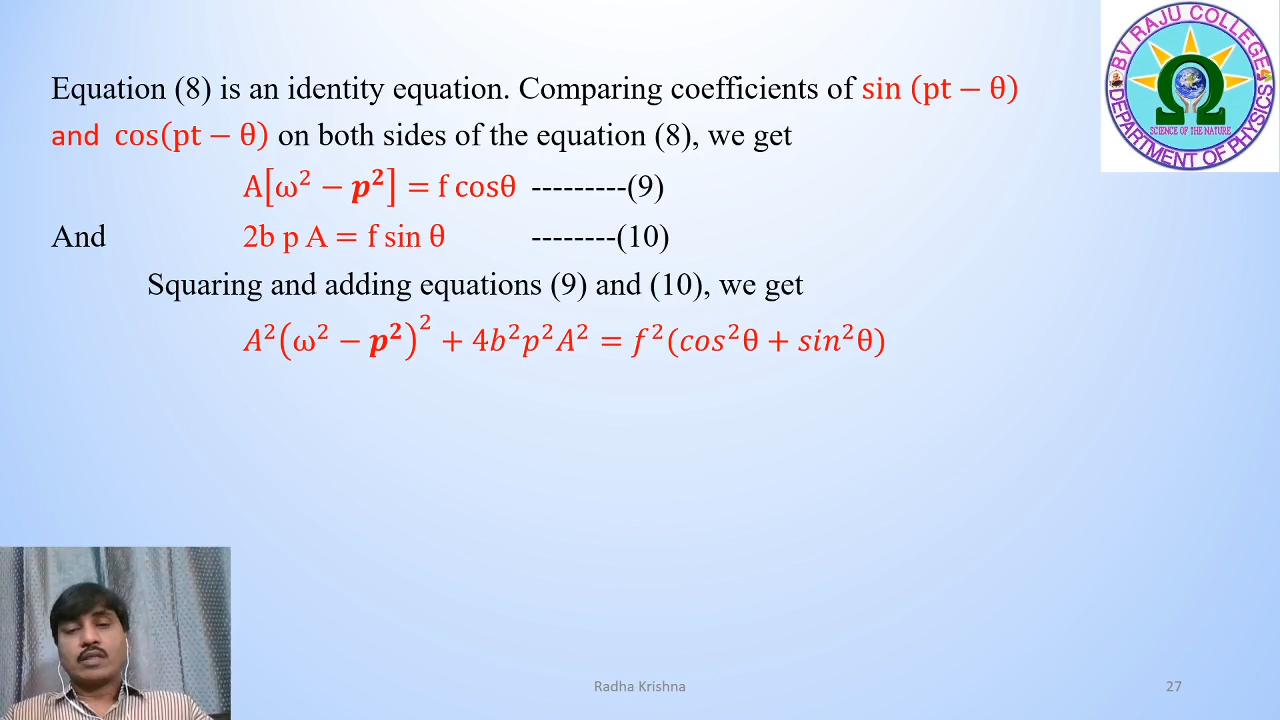 Equation (8) is an identity equation. Comparing coefficients of sin (pt − θ)
and cos(pt − θ) on both sides of the equation (8), we get
A[ω² − p²] = f cosθ ---------(9)
And 2b p A = f sin θ --------(10)
Squaring and adding equations (9) and (10), we get
A²(ω² − p²)² + 4b²p²A² = f²(cos²θ + sin²θ)
BV RAJU COLLEGE
SCIENCE OF THE NATURE
DEPARTMENT OF PHYSICS
Radha Krishna
27